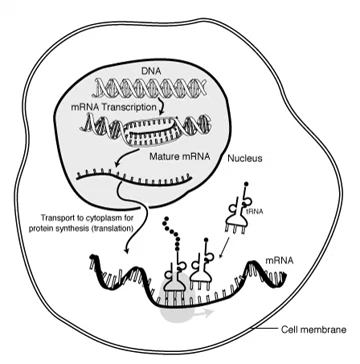 DNA
mRNA Transcription
Mature mRNA
Nucleus
Transport to cytoplasm for
protein synthesis (translation)
tRNA
mRNA
Cell membrane